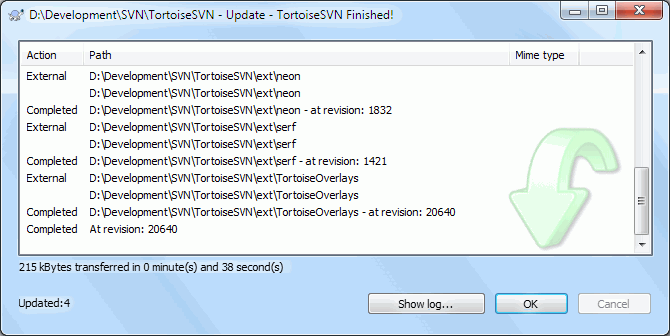 D:\Development\SVN\TortoiseSVN - Update - TortoiseSVN Finished!
Action Path Mime type
External D:\Development\SVN\TortoiseSVN\ext\neon
D:\Development\SVN\TortoiseSVN\ext\neon
Completed D:\Development\SVN\TortoiseSVN\ext\neon - at revision: 1832
External D:\Development\SVN\TortoiseSVN\ext\serf
D:\Development\SVN\TortoiseSVN\ext\serf
Completed D:\Development\SVN\TortoiseSVN\ext\serf - at revision: 1421
External D:\Development\SVN\TortoiseSVN\ext\TortoiseOverlays
D:\Development\SVN\TortoiseSVN\ext\TortoiseOverlays
Completed D:\Development\SVN\TortoiseSVN\ext\TortoiseOverlays - at revision: 20640
Completed At revision: 20640
215 kBytes transferred in 0 minute(s) and 38 second(s)
Updated:4 Show log... OK Cancel